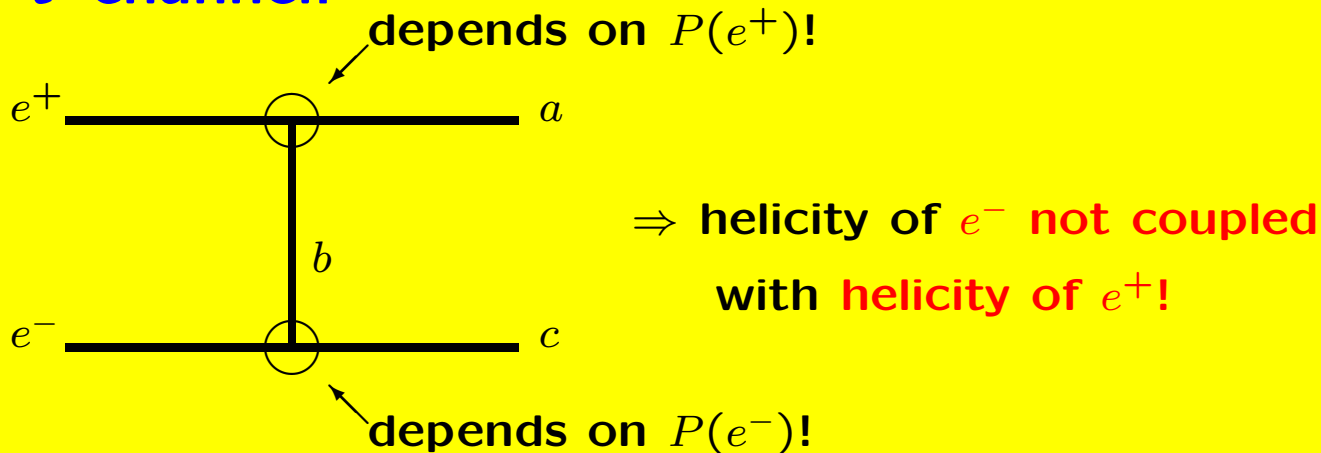 depends on P(e⁺)!
e⁺ a
⇒ helicity of e⁻ not coupled
b
with helicity of e⁺!
e⁻ c
depends on P(e⁻)!